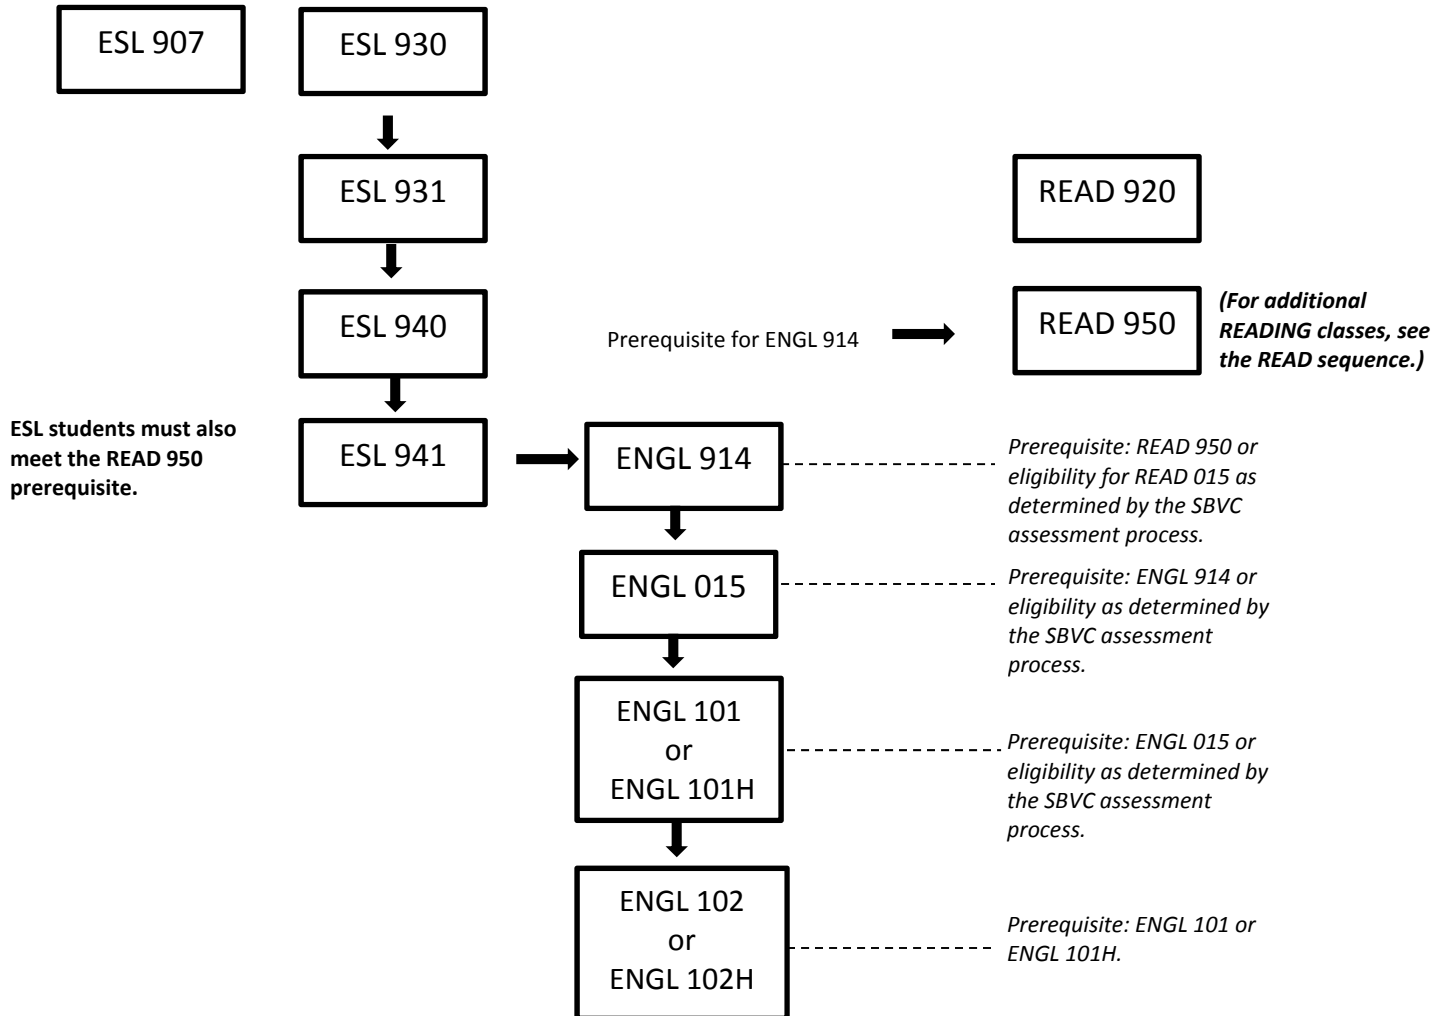 ESL 907
ESL 930
ESL 931
READ 920
ESL 940
Prerequisite for ENGL 914
READ 950
(For additional
READING classes, see
the READ sequence.)
ESL students must also
meet the READ 950
prerequisite.
ESL 941
ENGL 914
Prerequisite: READ 950 or
eligibility for READ 015 as
determined by the SBVC
assessment process.
ENGL 015
Prerequisite: ENGL 914 or
eligibility as determined by
the SBVC assessment
process.
ENGL 101
or
ENGL 101H
Prerequisite: ENGL 015 or
eligibility as determined by
the SBVC assessment
process.
ENGL 102
or
ENGL 102H
Prerequisite: ENGL 101 or
ENGL 101H.